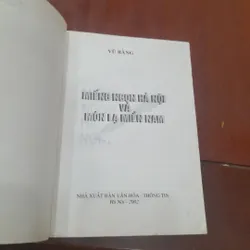 VŨ BẰNG
MIẾNG NGON HÀ NỘI
VÀ
MÓN LẠ MIỀN NAM
NHÀ XUẤT BẢN VĂN HÓA - THÔNG TIN
HÀ NỘI - 2002